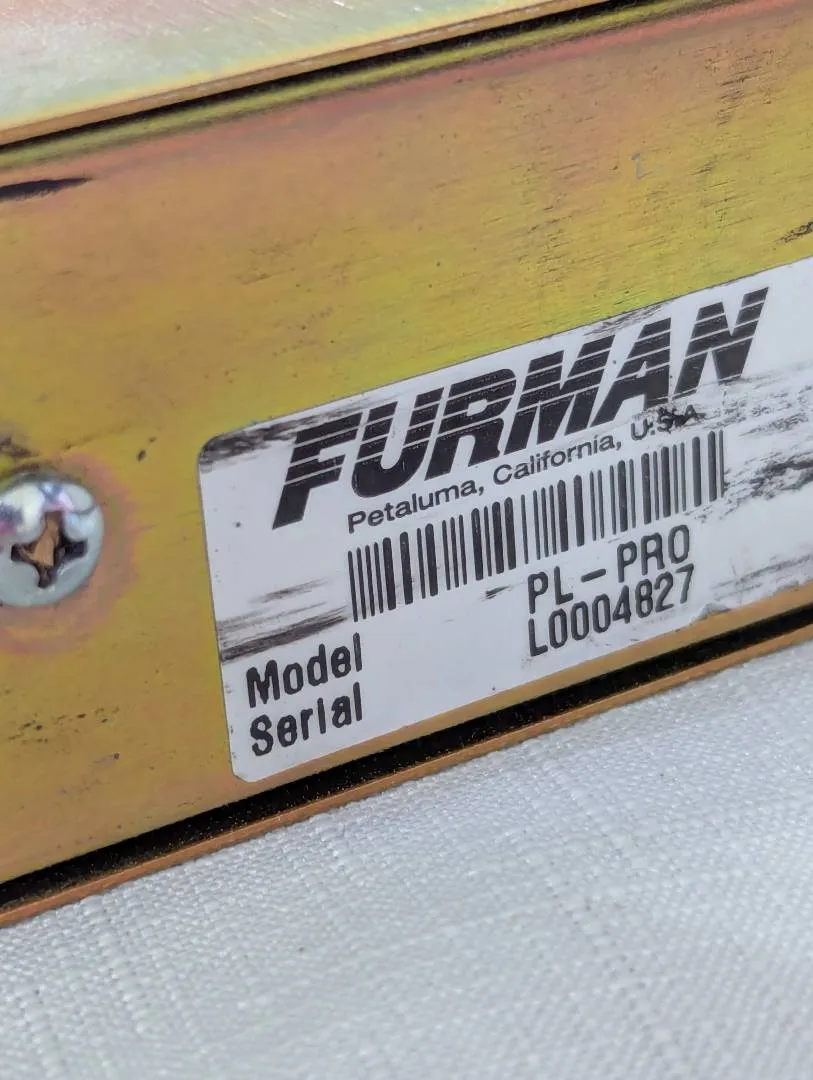 FURMAN
Petaluma, California, U.S.A
Model PL-PRO
Serial L0004827